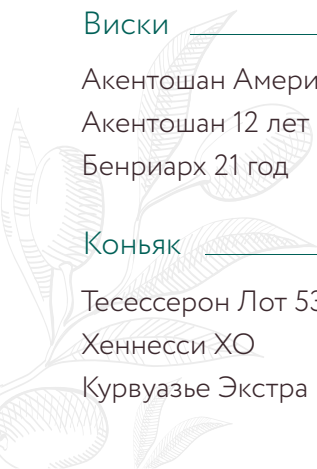 Виски
Акентошан Амери
Акентошан 12 лет
Бенриарх 21 год
Коньяк
Тесессерон Лот 53
Хеннесси ХО
Курвуазье Экстра